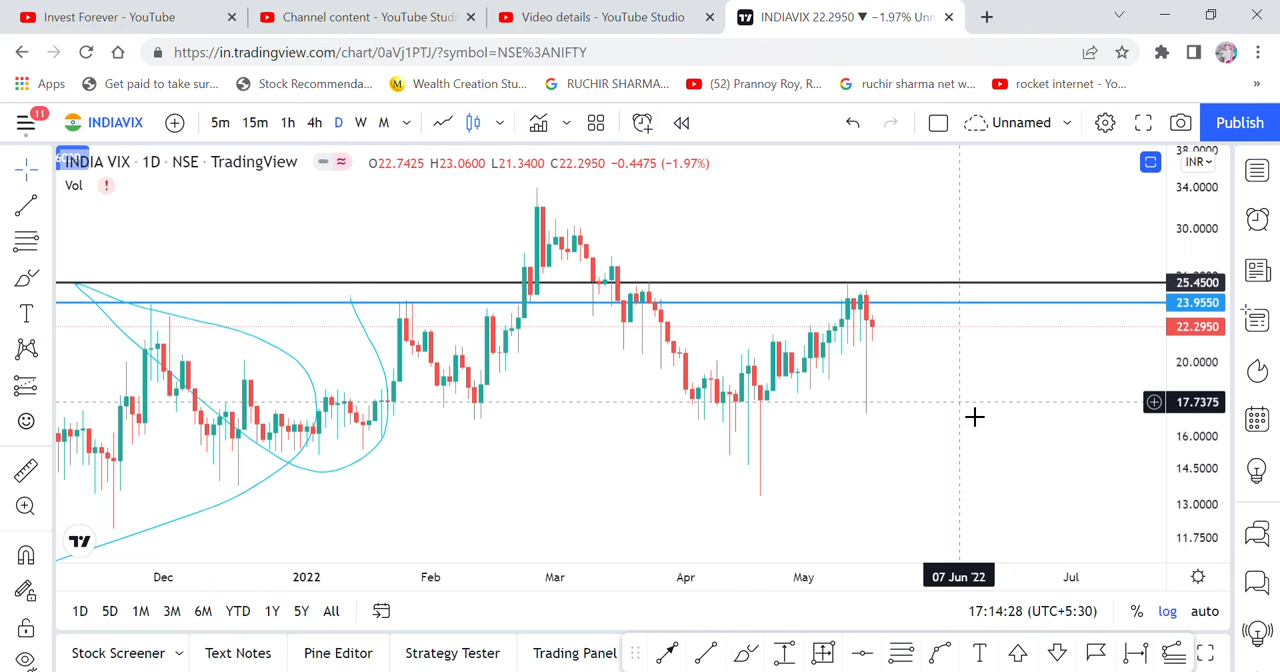 Invest Forever - YouTube
Channel content - YouTube Studi
Video details - YouTube Studio
INDIAVIX 22.2950 ▼ −1.97% Unn
https://in.tradingview.com/chart/0aVj1PTJ/?symbol=NSE%3ANIFTY
Apps
Get paid to take sur...
Stock Recommenda...
M Wealth Creation Stu...
G RUCHIR SHARMA...
(52) Prannoy Roy, R...
G ruchir sharma net w...
rocket internet - Yo...
»
11
INDIAVIX
5m 15m 1h 4h D W M
Unnamed
Publish
INDIA VIX · 1D · NSE · TradingView
O22.7425 H23.0600 L21.3400 C22.2950 −0.4475 (−1.97%)
INR
Vol
!
38.0000
34.0000
30.0000
25.4500
23.9550
22.2950
20.0000
17.7375
16.0000
14.5000
13.0000
11.7500
Dec 2022 Feb Mar Apr May 07 Jun '22 Jul
1D 5D 1M 3M 6M YTD 1Y 5Y All
17:14:28 (UTC+5:30)
% log auto
Stock Screener
Text Notes
Pine Editor
Strategy Tester
Trading Panel